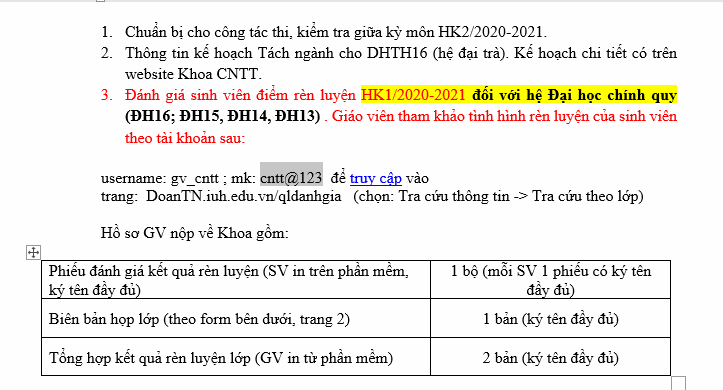 1. Chuẩn bị cho công tác thi, kiểm tra giữa kỳ môn HK2/2020-2021.
2. Thông tin kế hoạch Tách ngành cho DHTH16 (hệ đại trà). Kế hoạch chi tiết có trên
website Khoa CNTT.
3. Đánh giá sinh viên điểm rèn luyện HK1/2020-2021 đối với hệ Đại học chính quy
(ĐH16; ĐH15, ĐH14, ĐH13) . Giáo viên tham khảo tình hình rèn luyện của sinh viên
theo tài khoản sau:
username: gv_cntt ; mk: cntt@123 để truy cập vào
trang: DoanTN.iuh.edu.vn/qldanhgia (chọn: Tra cứu thông tin -> Tra cứu theo lớp)
Hồ sơ GV nộp về Khoa gồm:
Phiếu đánh giá kết quả rèn luyện (SV in trên phần mềm,
ký tên đầy đủ)
1 bộ (mỗi SV 1 phiếu có ký tên
đầy đủ)
Biên bản họp lớp (theo form bên dưới, trang 2)
1 bản (ký tên đầy đủ)
Tổng hợp kết quả rèn luyện lớp (GV in từ phần mềm)
2 bản (ký tên đầy đủ)